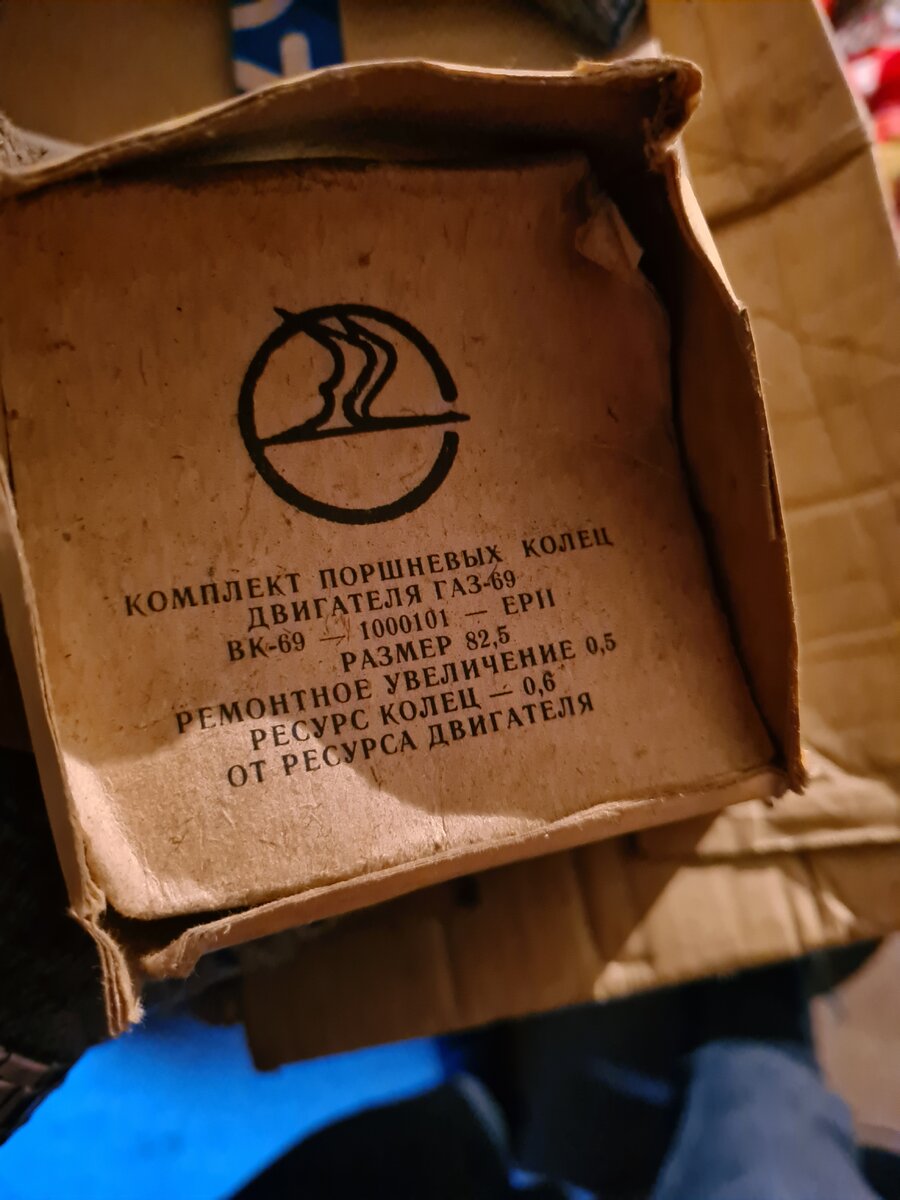 КОМПЛЕКТ ПОРШНЕВЫХ КОЛЕЦ
ДВИГАТЕЛЯ ГАЗ-69
ВК-69 — 1000101 — ЕРП
РАЗМЕР 82,5
РЕМОНТНОЕ УВЕЛИЧЕНИЕ 0,5
РЕСУРС КОЛЕЦ — 0,6
ОТ РЕСУРСА ДВИГАТЕЛЯ